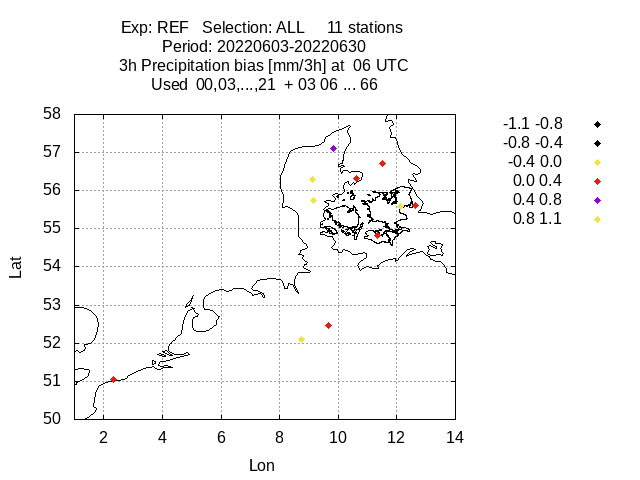 Exp: REF   Selection: ALL     11 stations
Period: 20220603-20220630
3h Precipitation bias [mm/3h] at  06 UTC
Used  00,03,...,21  + 03 06 ... 66
58
57
56
55
54
53
52
51
50
Lat
2 4 6 8 10 12 14
Lon
-1.1 -0.8
-0.8 -0.4
-0.4 0.0
0.0 0.4
0.4 0.8
0.8 1.1